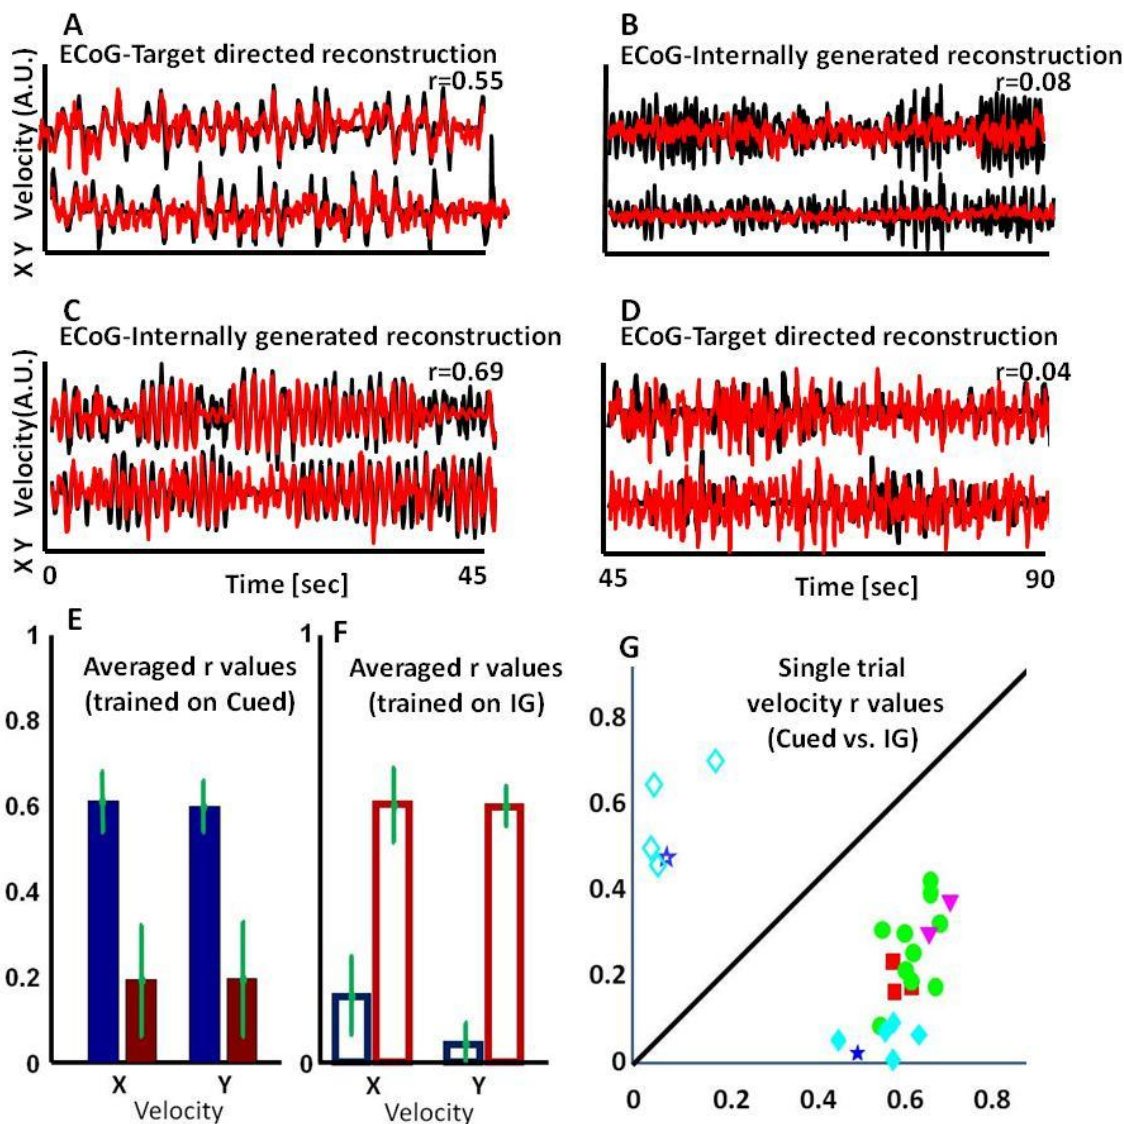 A
ECoG-Target directed reconstruction
r=0.55
X Y Velocity (A.U.)
B
ECoG-Internally generated reconstruction
r=0.08
C
ECoG-Internally generated reconstruction
r=0.69
X Y Velocity(A.U.)
0
Time [sec]
45
D
ECoG-Target directed reconstruction
r=0.04
45
Time [sec]
90
E
Averaged r values
(trained on Cued)
1
0.8
0.6
0.4
0.2
0
X
Y
Velocity
F
Averaged r values
(trained on IG)
1
0
X
Y
Velocity
G
Single trial
velocity r values
(Cued vs. IG)
0.8
0.6
0.4
0.2
0
0
0.2
0.4
0.6
0.8